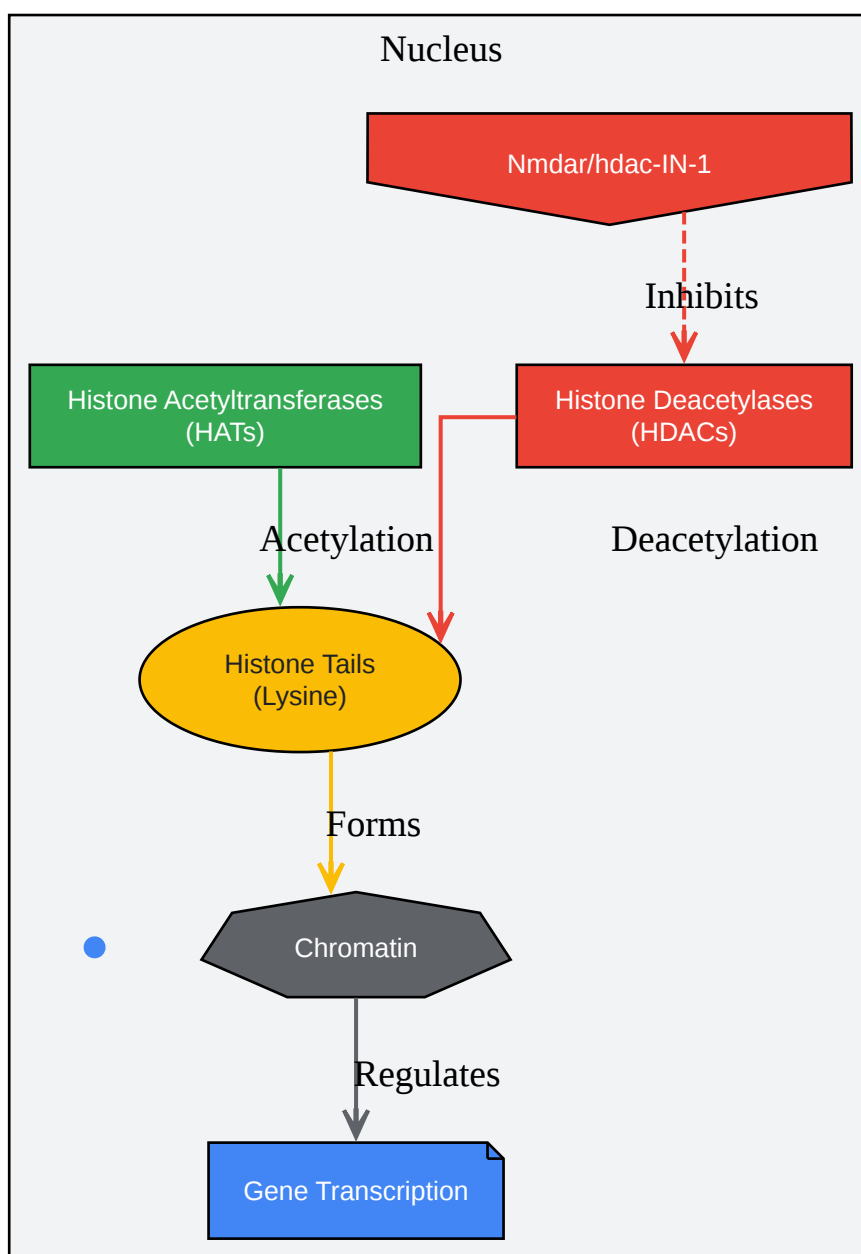 Nucleus
Nmdar/hdac-IN-1
Inhibits
Histone Acetyltransferases
(HATs)
Histone Deacetylases
(HDACs)
Acetylation
Deacetylation
Histone Tails
(Lysine)
Forms
Chromatin
Regulates
Gene Transcription